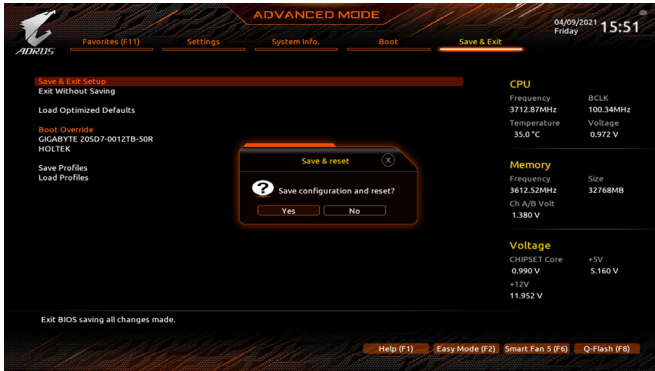 ADVANCED MODE
04/09/2021 15:51
Friday
AORUS
Favorites (F11) Settings System Info. Boot Save & Exit
Save & Exit Setup
Exit Without Saving
Load Optimized Defaults
Boot Override
GIGABYTE 20SD7-0012TB-50R
HOLTEK
Save Profiles
Load Profiles
Save & reset X
? Save configuration and reset?
Yes No
CPU
Frequency BCLK
3712.87MHz 100.34MHz
Temperature Voltage
35.0 °C 0.972 V
Memory
Frequency Size
3612.52MHz 32768MB
Ch A/B Volt
1.380 V
Voltage
CHIPSET Core +5V
0.990 V 5.160 V
+12V
11.952 V
Exit BIOS saving all changes made.
Help (F1) Easy Mode (F2) Smart Fan 5 (F6) Q-Flash (F8)